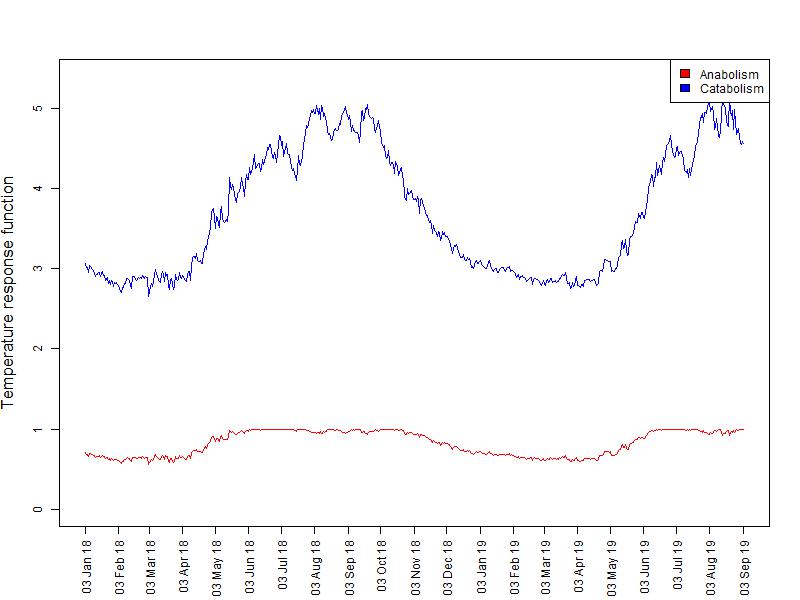 Anabolism
Catabolism
Temperature response function
5
4
3
2
1
0
03 Jan 18
03 Feb 18
03 Mar 18
03 Apr 18
03 May 18
03 Jun 18
03 Jul 18
03 Aug 18
03 Sep 18
03 Oct 18
03 Nov 18
03 Dec 18
03 Jan 19
03 Feb 19
03 Mar 19
03 Apr 19
03 May 19
03 Jun 19
03 Jul 19
03 Aug 19
03 Sep 19